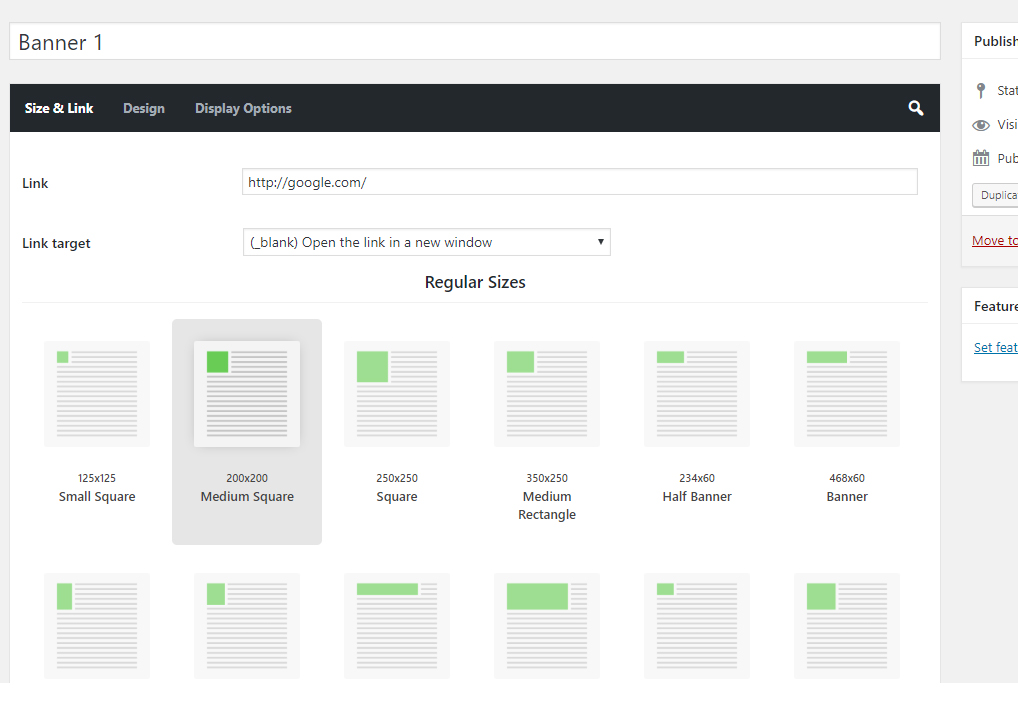 Banner 1
Size & Link Design Display Options
Link
http://google.com/
Link target
(_blank) Open the link in a new window
Regular Sizes
125x125
Small Square
200x200
Medium Square
250x250
Square
350x250
Medium
Rectangle
234x60
Half Banner
468x60
Banner
Publish
Stat
Visi
Pub
Duplicat
Move to
Feature
Set feat